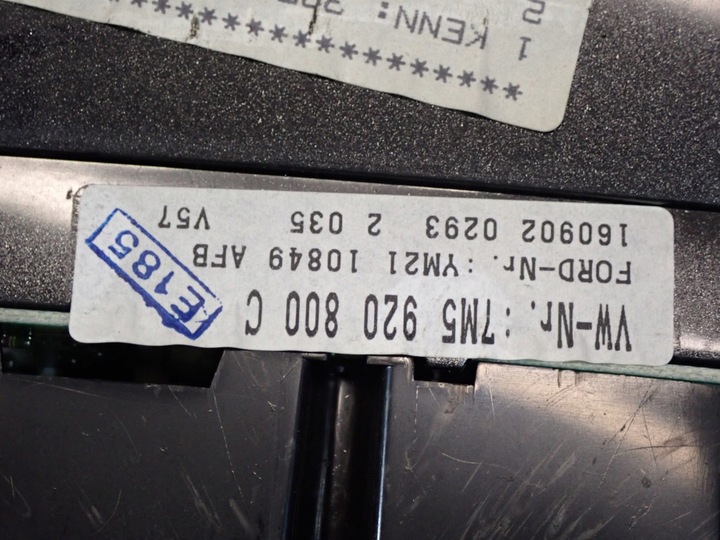 VW-Nr.:7M5 920 800 C
FORD-Nr.:YM21 10849 AFB
160902 0293 2 035 V57
E185
1 KENN:
*****************